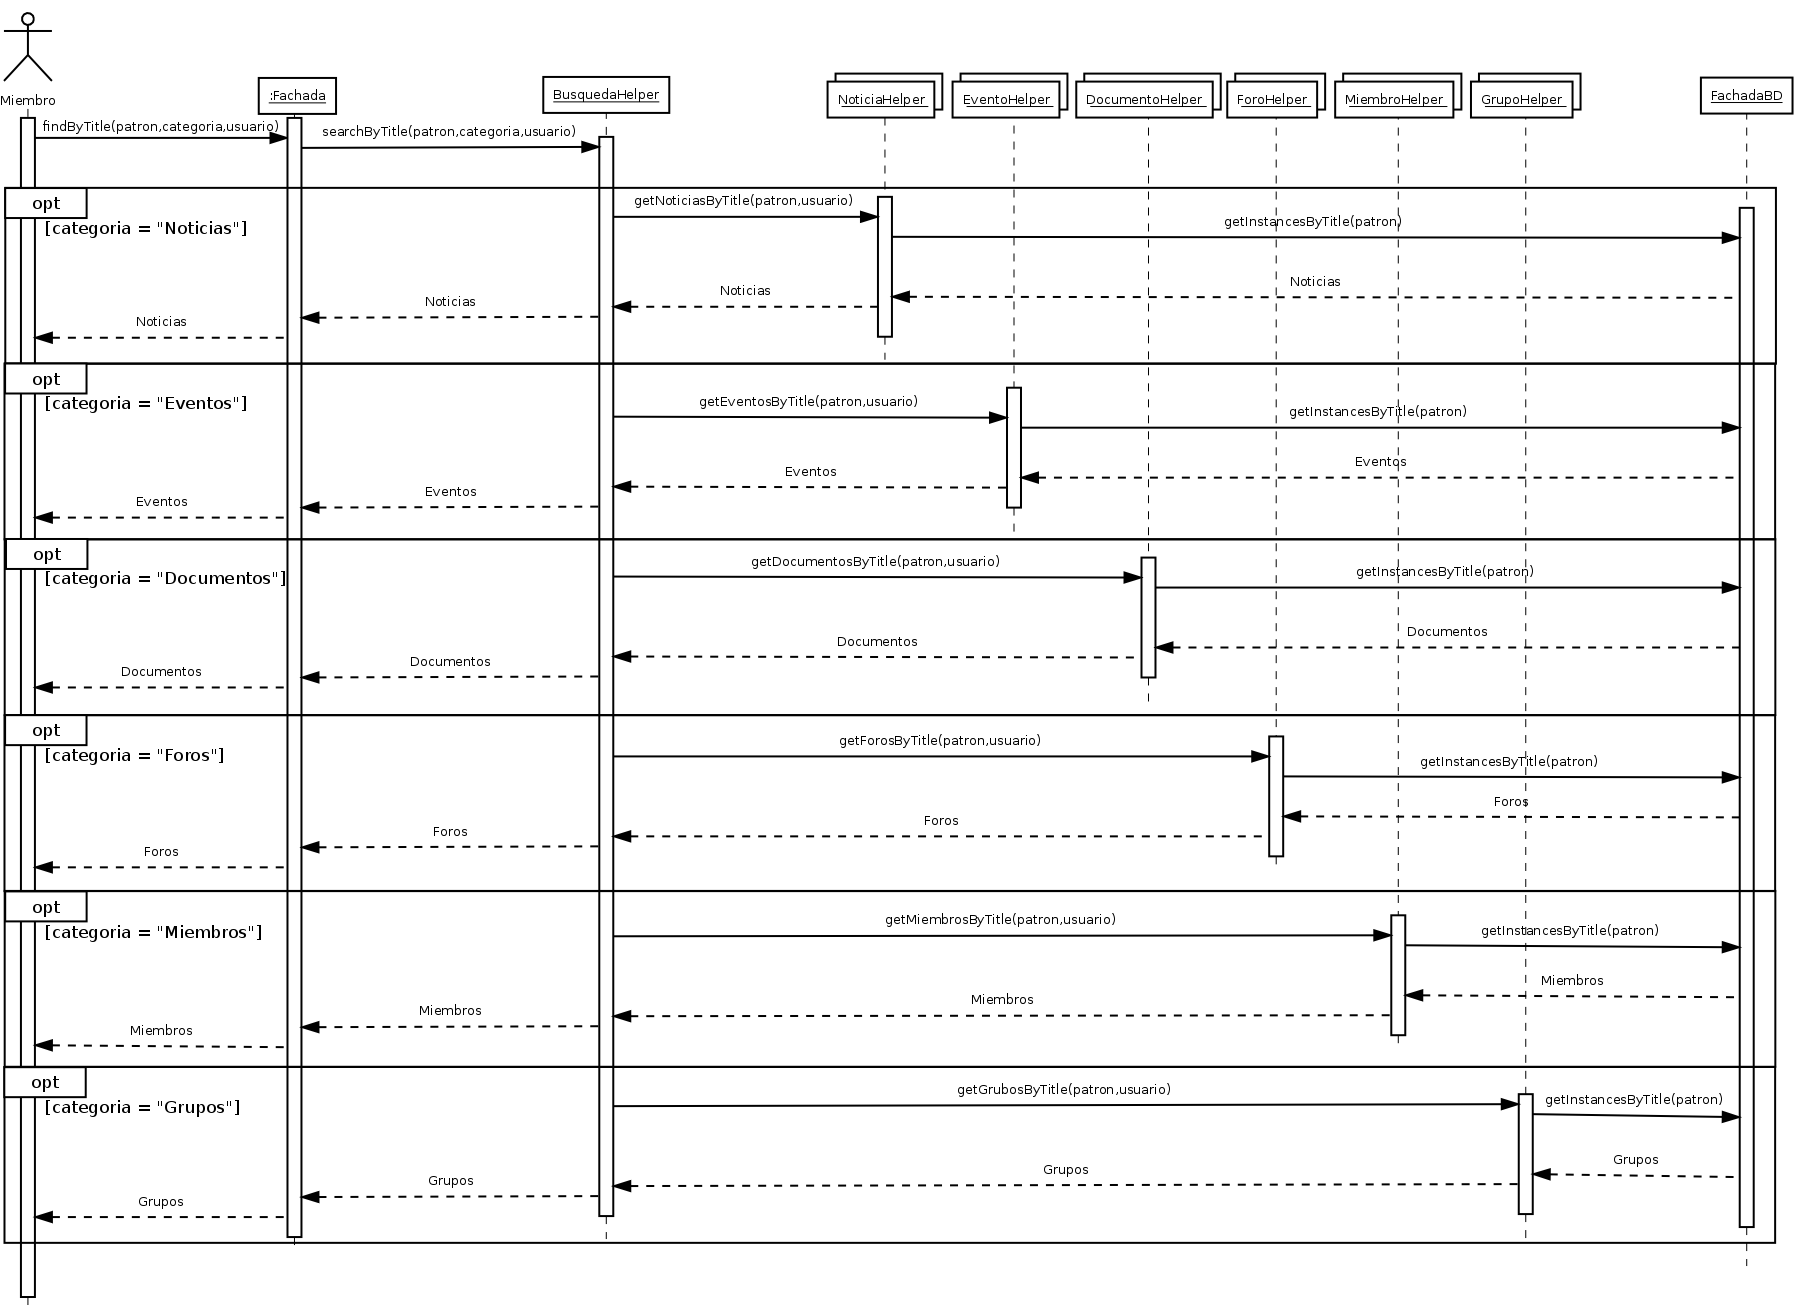 Miembro
:Fachada
BusquedaHelper
NoticiaHelper
EventoHelper
DocumentoHelper
ForoHelper
MiembroHelper
GrupoHelper
FachadaBD
findByTitle(patron,categoria,usuario)
searchByTitle(patron,categoria,usuario)
opt
[categoria = "Noticias"]
getNoticiasByTitle(patron,usuario)
getInstancesByTitle(patron)
Noticias
Noticias
Noticias
Noticias
opt
[categoria = "Eventos"]
getEventosByTitle(patron,usuario)
getInstancesByTitle(patron)
Eventos
Eventos
Eventos
Eventos
opt
[categoria = "Documentos"]
getDocumentosByTitle(patron,usuario)
getInstancesByTitle(patron)
Documentos
Documentos
Documentos
Documentos
opt
[categoria = "Foros"]
getForosByTitle(patron,usuario)
getInstancesByTitle(patron)
Foros
Foros
Foros
Foros
opt
[categoria = "Miembros"]
getMiembrosByTitle(patron,usuario)
getInstancesByTitle(patron)
Miembros
Miembros
Miembros
Miembros
opt
[categoria = "Grupos"]
getGrubosByTitle(patron,usuario)
getInstancesByTitle(patron)
Grupos
Grupos
Grupos
Grupos